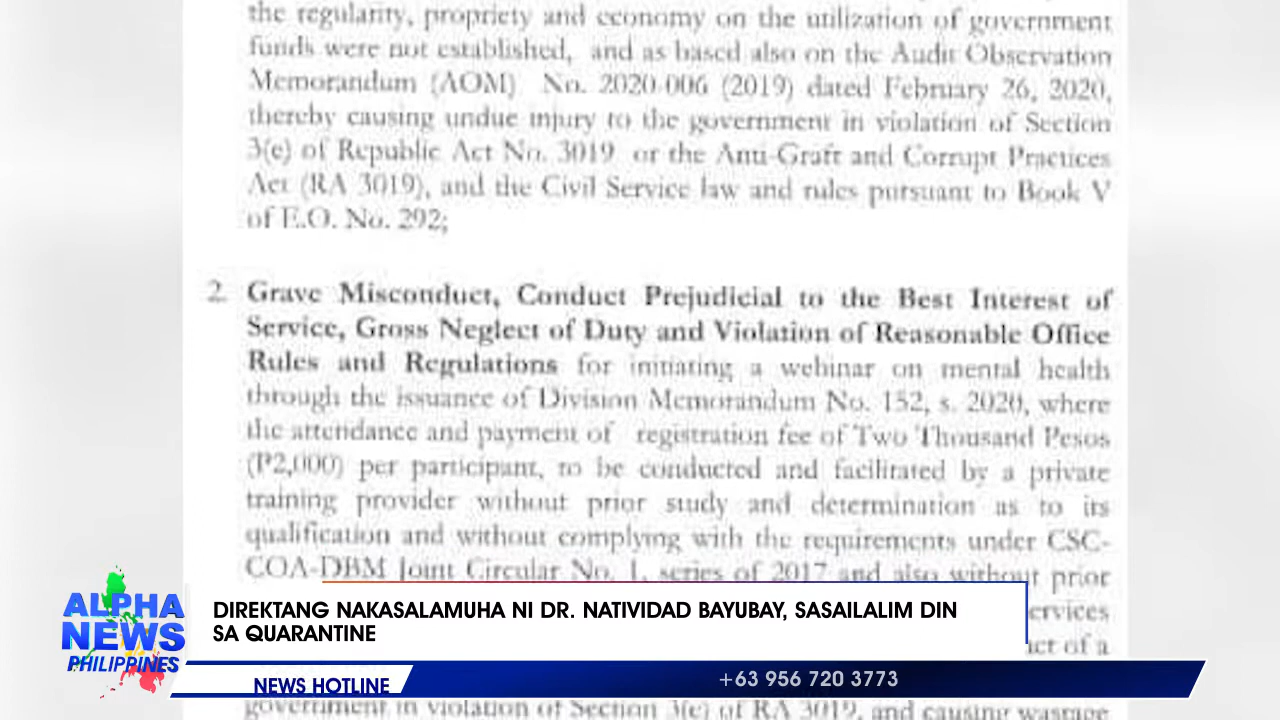 the regularity, propriety and economy on the utilization of government
funds were not established, and as based also on the Audit Observation
Memorandum (AOM) No. 2020-006 (2019) dated February 26, 2020,
thereby causing undue injury to the government in violation of Section
3(e) of Republic Act No. 3019 or the Anti-Graft and Corrupt Practices
Act (RA 3019), and the Civil Service law and rules pursuant to Book V
of E.O. No. 292;
2. Grave Misconduct, Conduct Prejudicial to the Best Interest of
Service, Gross Neglect of Duty and Violation of Reasonable Office
Rules and Regulations for initiating a webinar on mental health
through the issuance of Division Memorandum No. 152, s. 2020, where
the attendance and payment of registration fee of Two Thousand Pesos
(P2,000) per participant, to be conducted and facilitated by a private
training provider without prior study and determination as to its
qualification and without complying with the requirements under CSC-
COA-DBM Joint Circular No. 1, series of 2017 and also without prior
ervices
of a
government in violation of Section 3(e) of RA 3019, and causing wastage
ALPHA
NEWS
PHILIPPINES
DIREKTANG NAKASALAMUHA NI DR. NATIVIDAD BAYUBAY, SASAILALIM DIN
SA QUARANTINE
NEWS HOTLINE
+63 956 720 3773